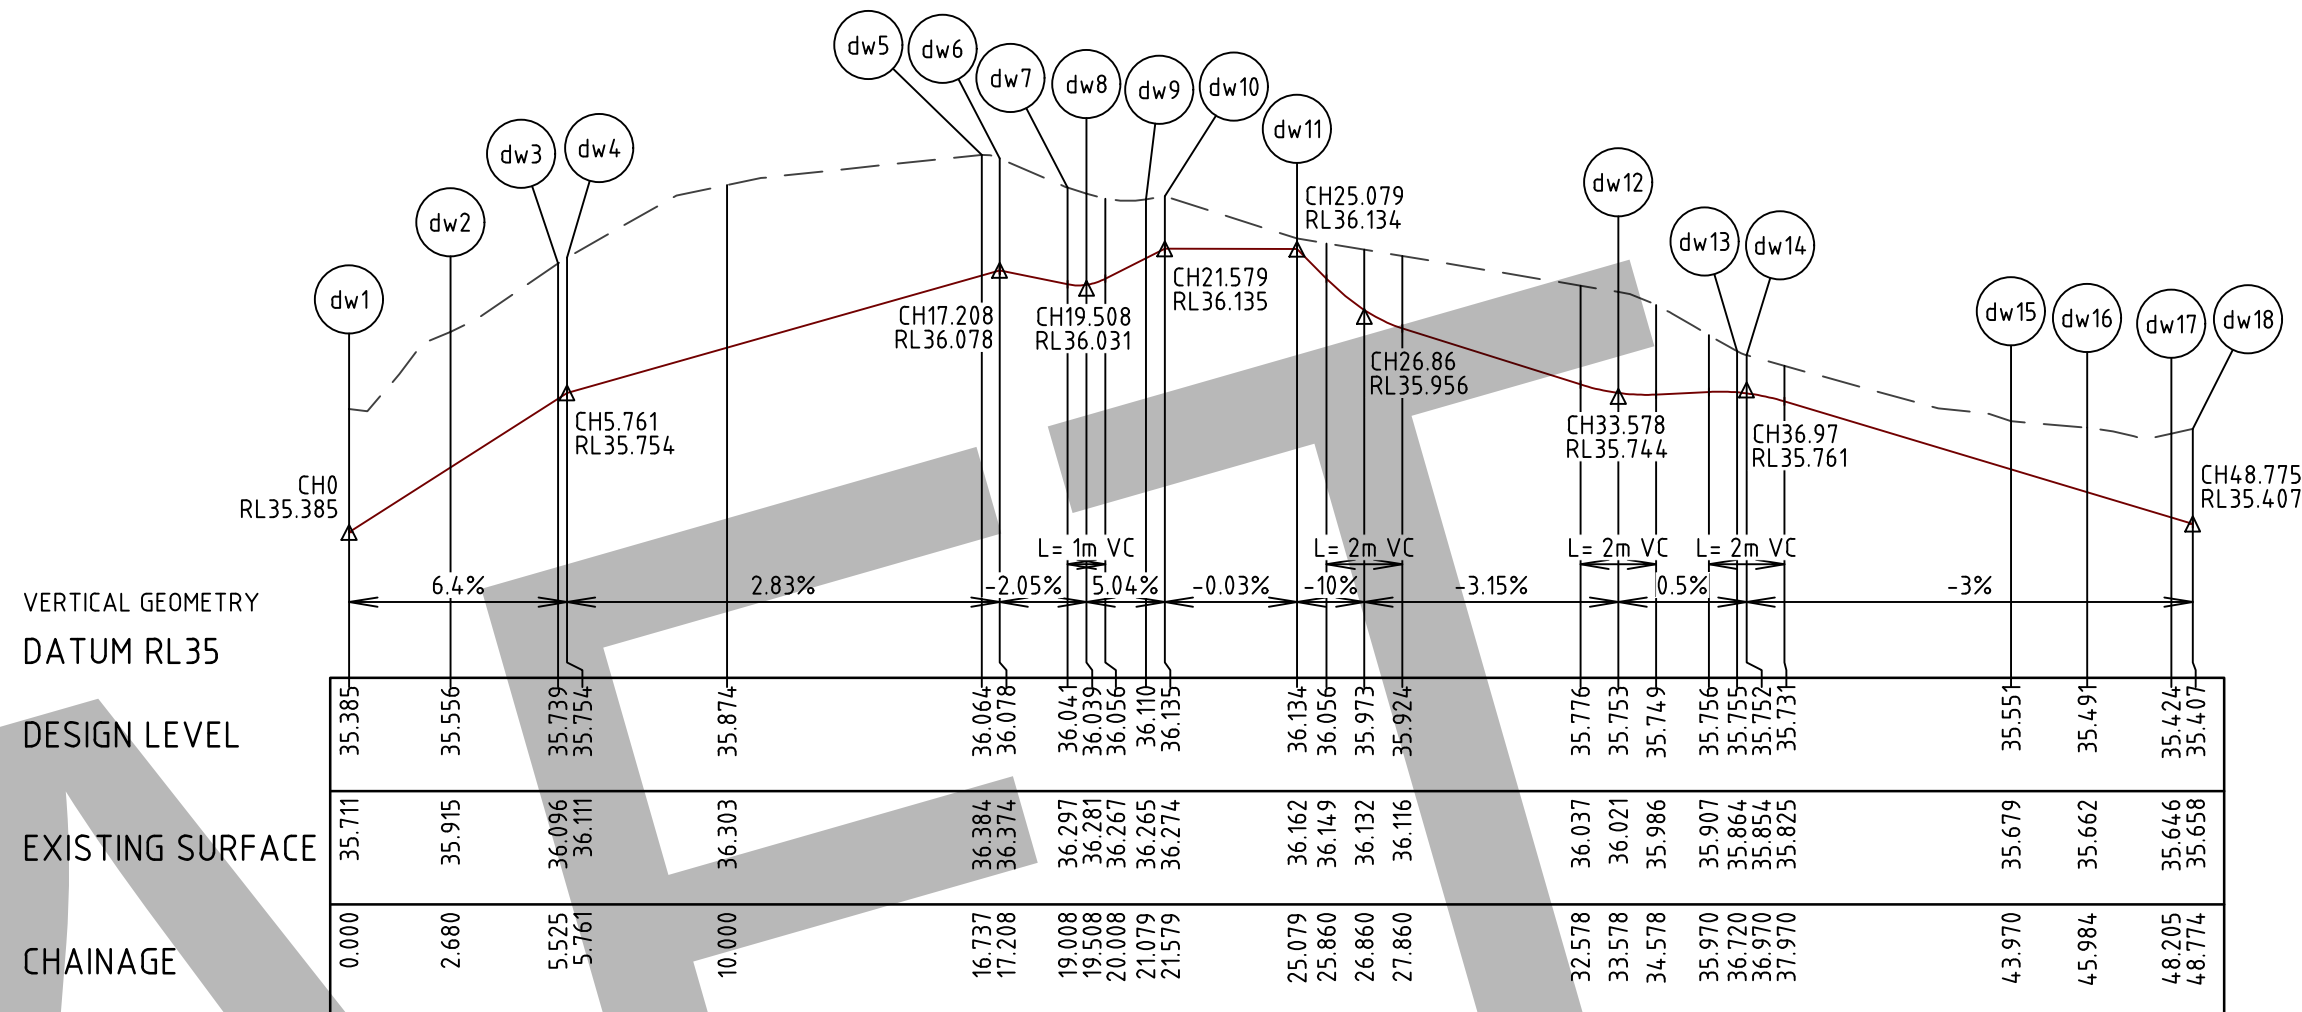 dw1
dw2
dw3
dw4
dw5
dw6
dw7
dw8
dw9
dw10
dw11
dw12
dw13
dw14
dw15
dw16
dw17
dw18
CH0
RL35.385
CH5.761
RL35.754
CH17.208
RL36.078
CH19.508
RL36.031
CH21.579
RL36.135
CH25.079
RL36.134
CH26.86
RL35.956
CH33.578
RL35.744
CH36.97
RL35.761
CH48.775
RL35.407
L= 1m VC
L= 2m VC
L= 2m VC
L= 2m VC
VERTICAL GEOMETRY
6.4%
2.83%
-2.05%
5.04%
-0.03%
-10%
-3.15%
0.5%
-3%
DATUM RL35
DESIGN LEVEL
35.385
35.556
35.739
35.754
35.874
36.064
36.078
36.041
36.039
36.056
36.110
36.135
36.134
36.056
35.973
35.924
35.776
35.753
35.749
35.756
35.755
35.752
35.731
35.551
35.491
35.424
35.407
EXISTING SURFACE
35.711
35.915
36.096
36.111
36.303
36.384
36.374
36.297
36.281
36.267
36.265
36.274
36.162
36.149
36.132
36.116
36.037
36.021
35.986
35.907
35.864
35.854
35.825
35.679
35.662
35.646
35.658
CHAINAGE
0.000
2.680
5.525
5.761
10.000
16.737
17.208
19.008
19.508
20.008
21.079
21.579
25.079
25.860
26.860
27.860
32.578
33.578
34.578
35.970
36.720
36.970
37.970
43.970
45.984
48.205
48.774